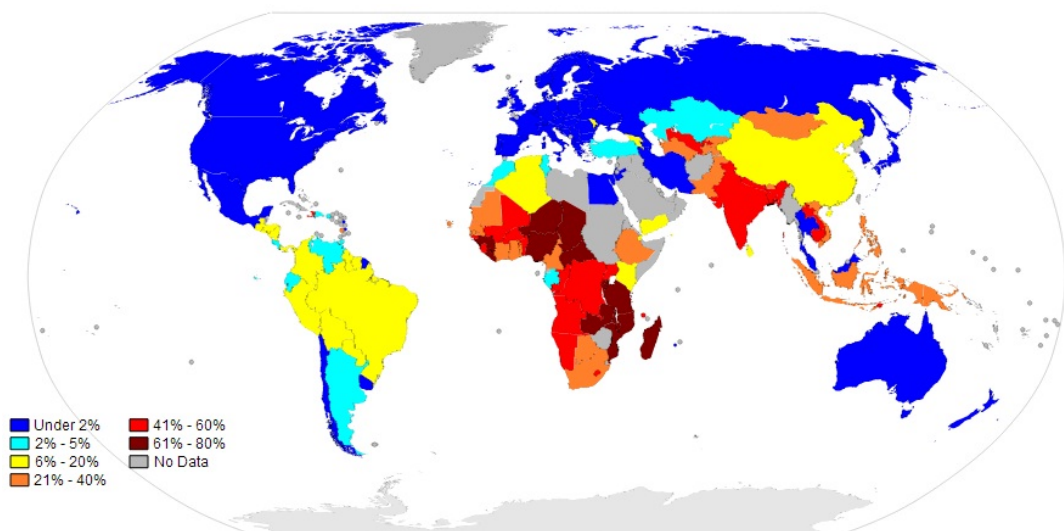 Under 2%
2% - 5%
6% - 20%
21% - 40%
41% - 60%
61% - 80%
No Data